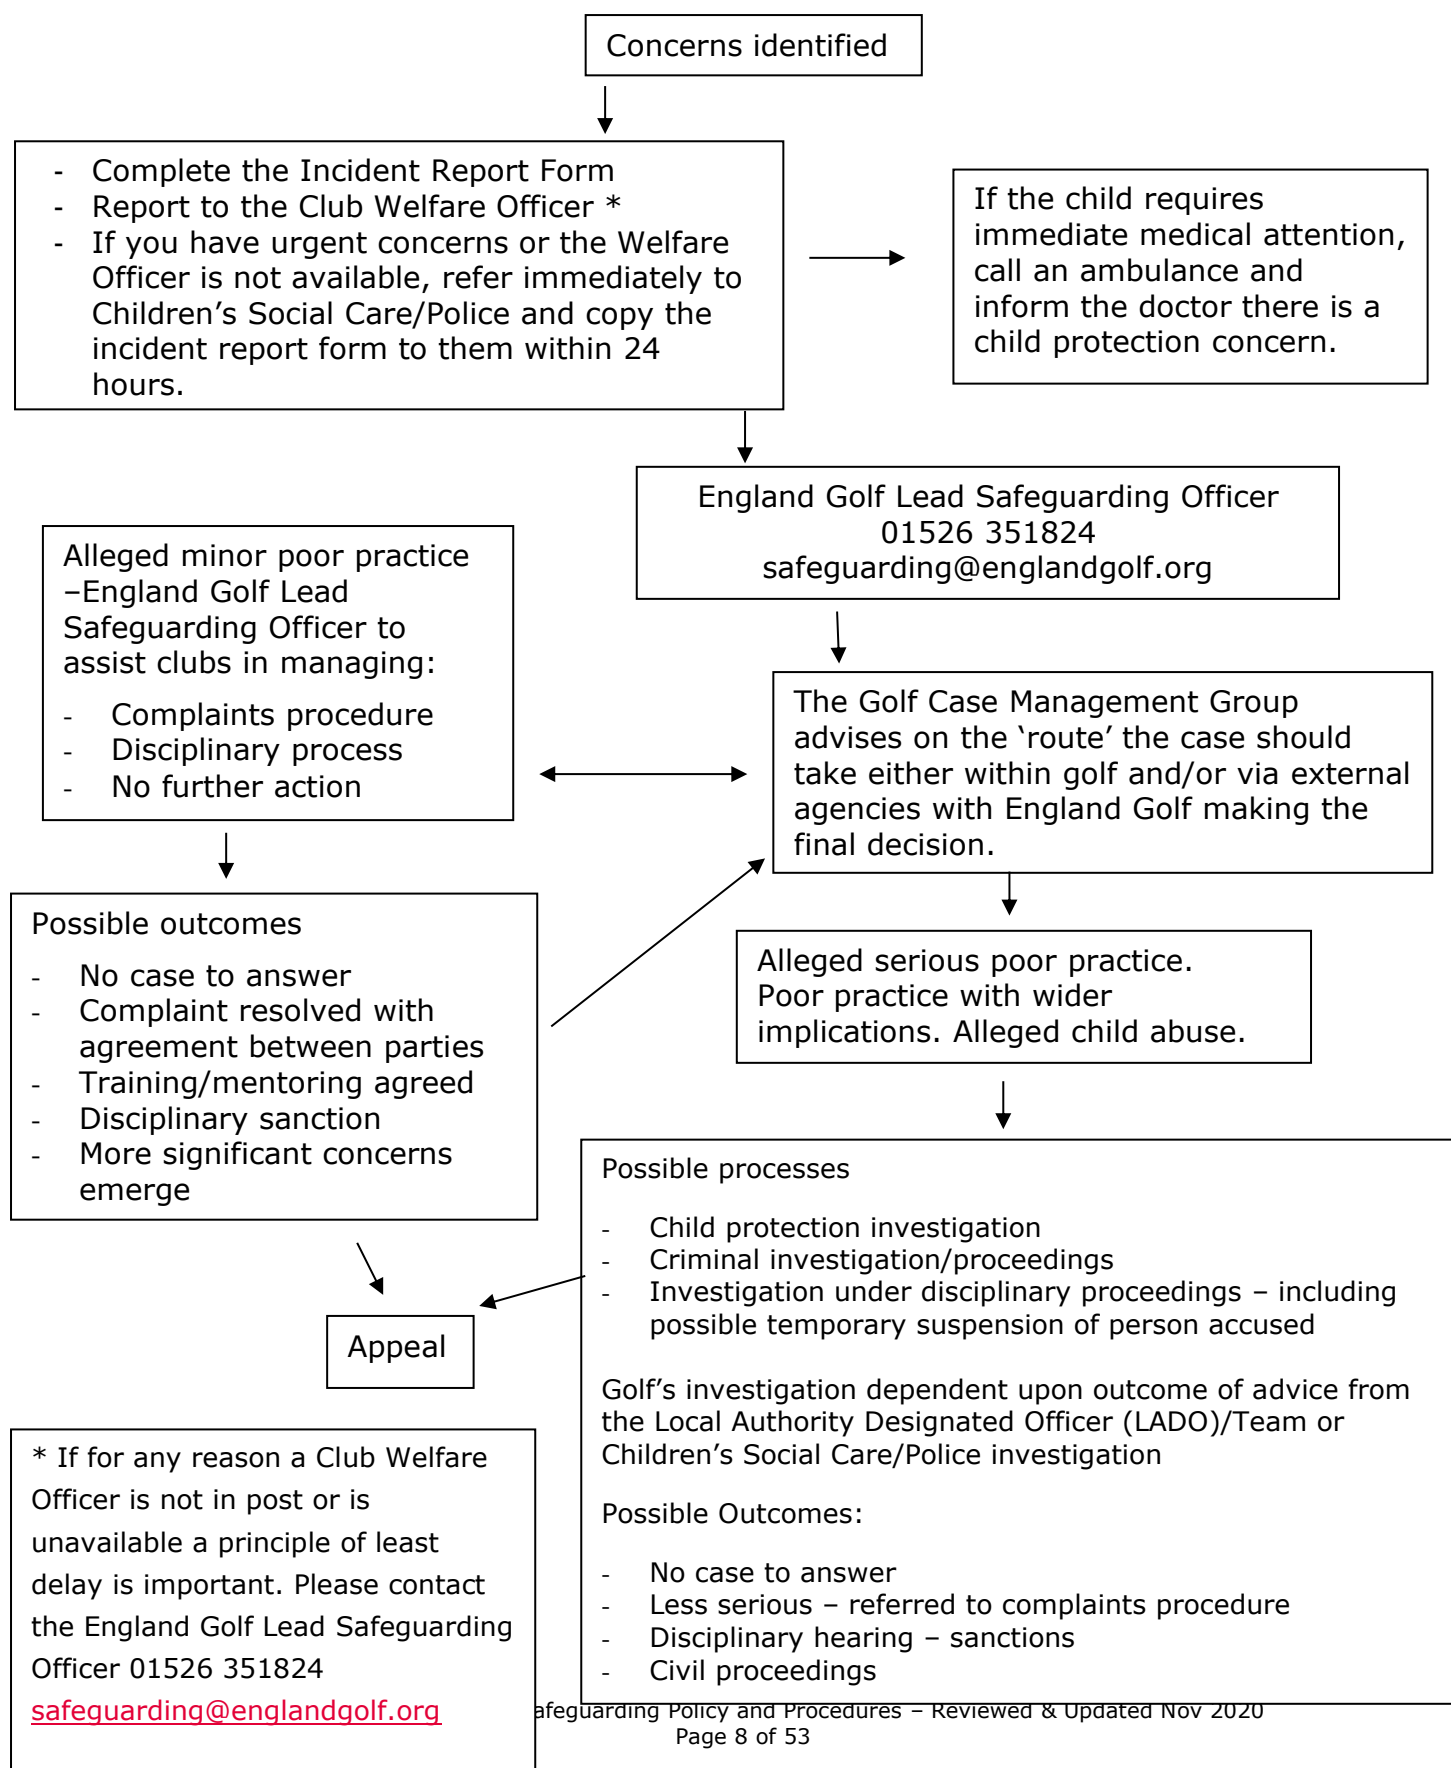 Concerns identified
- Complete the Incident Report Form
- Report to the Club Welfare Officer *
- If you have urgent concerns or the Welfare
Officer is not available, refer immediately to
Children’s Social Care/Police and copy the
incident report form to them within 24
hours.
If the child requires
immediate medical attention,
call an ambulance and
inform the doctor there is a
child protection concern.
England Golf Lead Safeguarding Officer
01526 351824
safeguarding@englandgolf.org
Alleged minor poor practice
–England Golf Lead
Safeguarding Officer to
assist clubs in managing:
- Complaints procedure
- Disciplinary process
- No further action
The Golf Case Management Group
advises on the ‘route’ the case should
take either within golf and/or via external
agencies with England Golf making the
final decision.
Possible outcomes
- No case to answer
- Complaint resolved with
agreement between parties
- Training/mentoring agreed
- Disciplinary sanction
- More significant concerns
emerge
Alleged serious poor practice.
Poor practice with wider
implications. Alleged child abuse.
Possible processes
- Child protection investigation
- Criminal investigation/proceedings
- Investigation under disciplinary proceedings – including
possible temporary suspension of person accused
Golf’s investigation dependent upon outcome of advice from
the Local Authority Designated Officer (LADO)/Team or
Children’s Social Care/Police investigation
Possible Outcomes:
- No case to answer
- Less serious – referred to complaints procedure
- Disciplinary hearing – sanctions
- Civil proceedings
Appeal
* If for any reason a Club Welfare
Officer is not in post or is
unavailable a principle of least
delay is important. Please contact
the England Golf Lead Safeguarding
Officer 01526 351824
safeguarding@englandgolf.org
afeguarding Policy and Procedures – Reviewed & Updated Nov 2020
Page 8 of 53